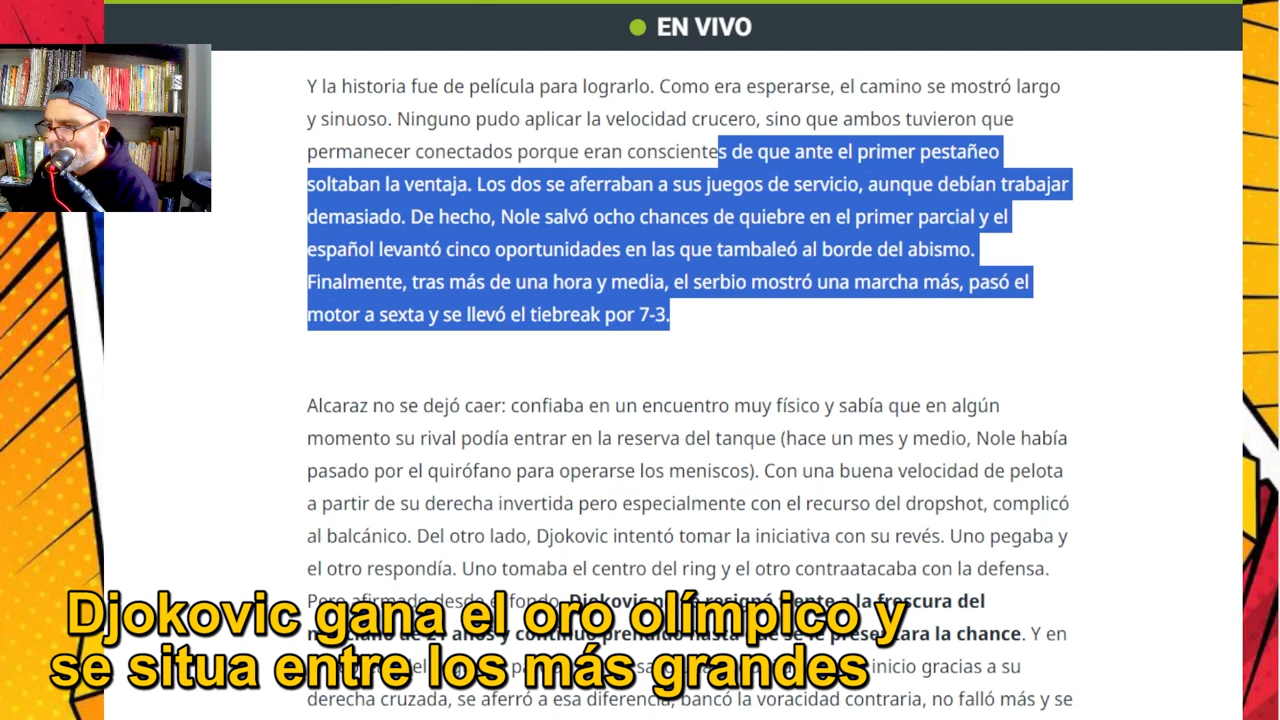 EN VIVO
Y la historia fue de película para lograrlo. Como era esperarse, el camino se mostró largo
y sinuoso. Ninguno pudo aplicar la velocidad crucero, sino que ambos tuvieron que
permanecer conectados porque eran conscientes de que ante el primer pestañeo
soltaban la ventaja. Los dos se aferraban a sus juegos de servicio, aunque debían trabajar
demasiado. De hecho, Nole salvó ocho chances de quiebre en el primer parcial y el
español levantó cinco oportunidades en las que tambaleó al borde del abismo.
Finalmente, tras más de una hora y media, el serbio mostró una marcha más, pasó el
motor a sexta y se llevó el tiebreak por 7-3.
Alcaraz no se dejó caer: confiaba en un encuentro muy físico y sabía que en algún
momento su rival podía entrar en la reserva del tanque (hace un mes y medio, Nole había
pasado por el quirófano para operarse los meniscos). Con una buena velocidad de pelota
a partir de su derecha invertida pero especialmente con el recurso del dropshot, complicó
al balcánico. Del otro lado, Djokovic intentó tomar la iniciativa con su revés. Uno pegaba y
el otro respondía. Uno tomaba el centro del ring y el otro contraatacaba con la defensa.
Pero afirmado desde el fondo, Djokovic no se resignó frente a la frescura del
de 21 años y continuó prendido hasta que se le presentara la chance. Y en
inicio gracias a su
derecha cruzada, se aferró a esa diferencia, bancó la voracidad contraria, no falló más y se
Djokovic gana el oro olímpico y
se situa entre los más grandes